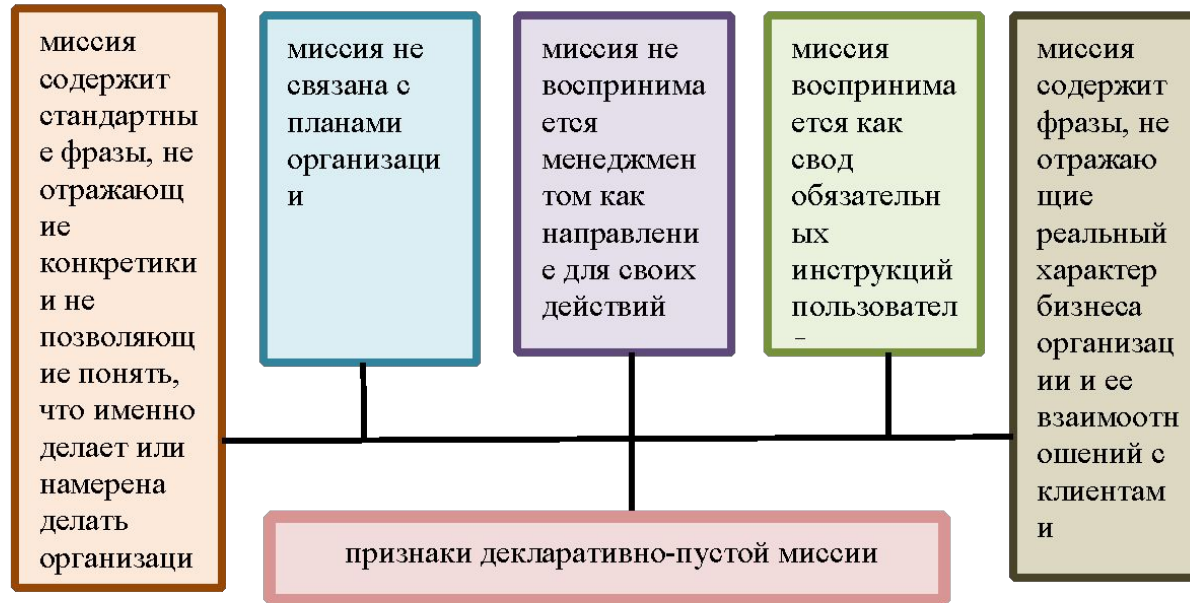 миссия
содержит
стандартны
е фразы, не
отражающ
ие
конкретики
и не
позволяющ
ие понять,
что именно
делает или
намерена
делать
организаци
миссия не
связана с
планами
организаци
и
миссия не
воспринима
ется
менеджмен
том как
направлени
е для своих
действий
миссия
воспринима
ется как
свод
обязательн
ых
инструкций
пользовател
миссия
содержит
фразы, не
отражаю
щие
реальный
характер
бизнеса
организац
ии и ее
взаимоотн
ошений с
клиентам
и
признаки декларативно-пустой миссии